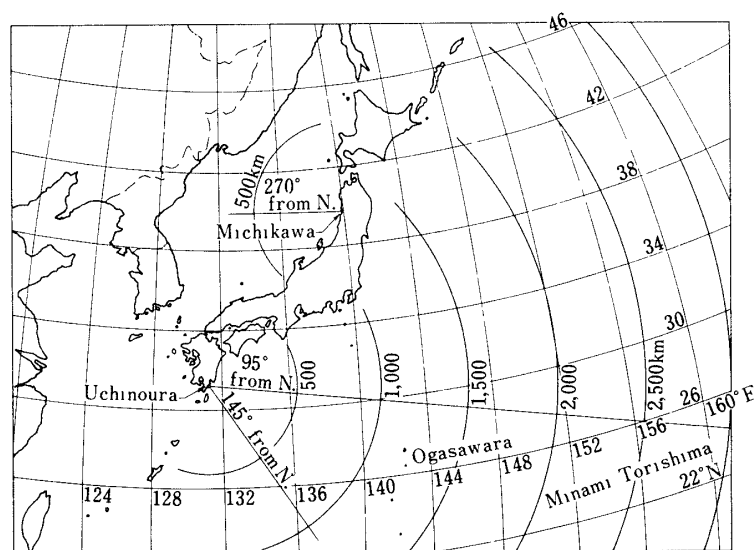 46
42
38
34
30
26
160°E
22°N
500km
270°
from N.
Michikawa
95°
from N.
Uchinoura
145° from N.
500
1,000
1,500
2,000
2,500km
Ogasawara
Minami Torishima
124
128
132
136
140
144
148
152
156